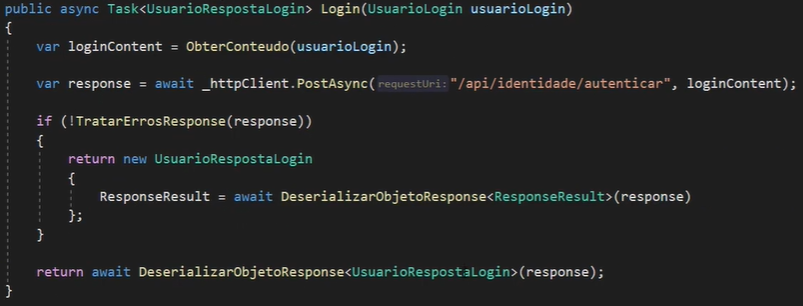 public async Task<UsuarioRespostaLogin> Login(UsuarioLogin usuarioLogin)
{
var loginContent = ObterConteudo(usuarioLogin);
var response = await _httpClient.PostAsync(requestUri: "/api/identidade/autenticar", loginContent);
if (!TratarErrosResponse(response))
{
return new UsuarioRespostaLogin
{
ResponseResult = await DeserializarObjetoResponse<ResponseResult>(response)
};
}
return await DeserializarObjetoResponse<UsuarioRespostaLogin>(response);
}